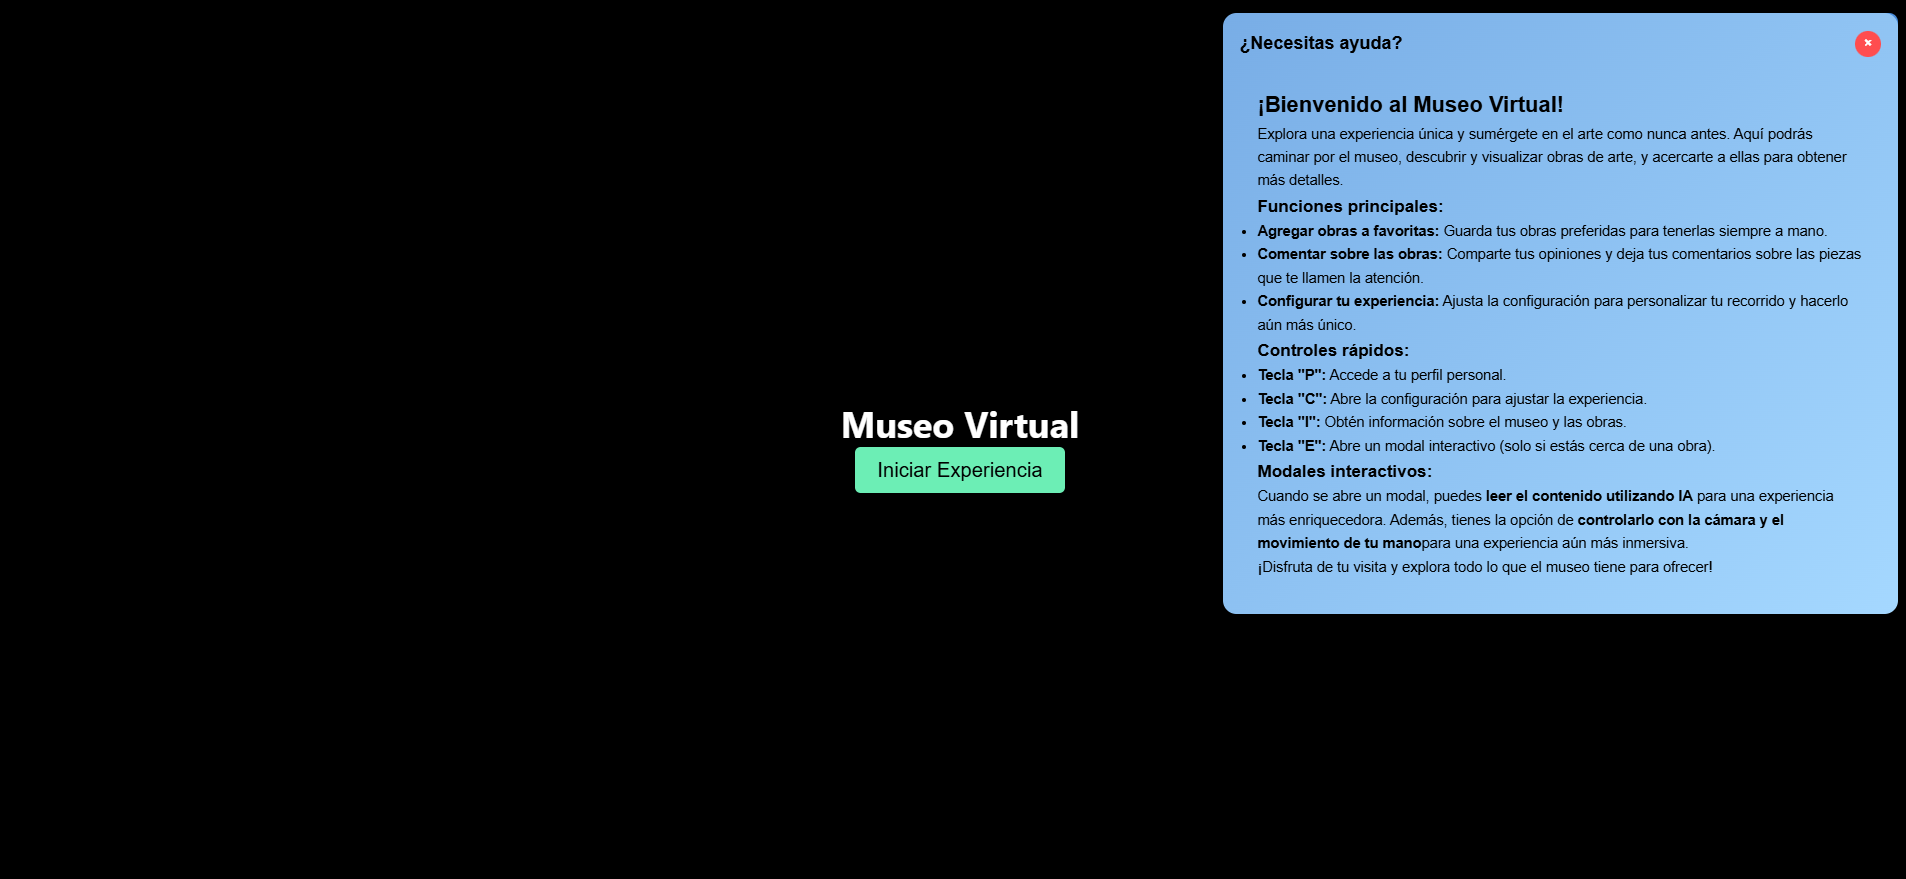 ¿Necesitas ayuda?
×
¡Bienvenido al Museo Virtual!
Explora una experiencia única y sumérgete en el arte como nunca antes. Aquí podrás
caminar por el museo, descubrir y visualizar obras de arte, y acercarte a ellas para obtener
más detalles.
Funciones principales:
• Agregar obras a favoritas: Guarda tus obras preferidas para tenerlas siempre a mano.
• Comentar sobre las obras: Comparte tus opiniones y deja tus comentarios sobre las piezas
que te llamen la atención.
• Configurar tu experiencia: Ajusta la configuración para personalizar tu recorrido y hacerlo
aún más único.
Controles rápidos:
• Tecla "P": Accede a tu perfil personal.
• Tecla "C": Abre la configuración para ajustar la experiencia.
• Tecla "I": Obtén información sobre el museo y las obras.
• Tecla "E": Abre un modal interactivo (solo si estás cerca de una obra).
Modales interactivos:
Cuando se abre un modal, puedes leer el contenido utilizando IA para una experiencia
más enriquecedora. Además, tienes la opción de controlarlo con la cámara y el
movimiento de tu manopara una experiencia aún más inmersiva.
¡Disfruta de tu visita y explora todo lo que el museo tiene para ofrecer!
Museo Virtual
Iniciar Experiencia